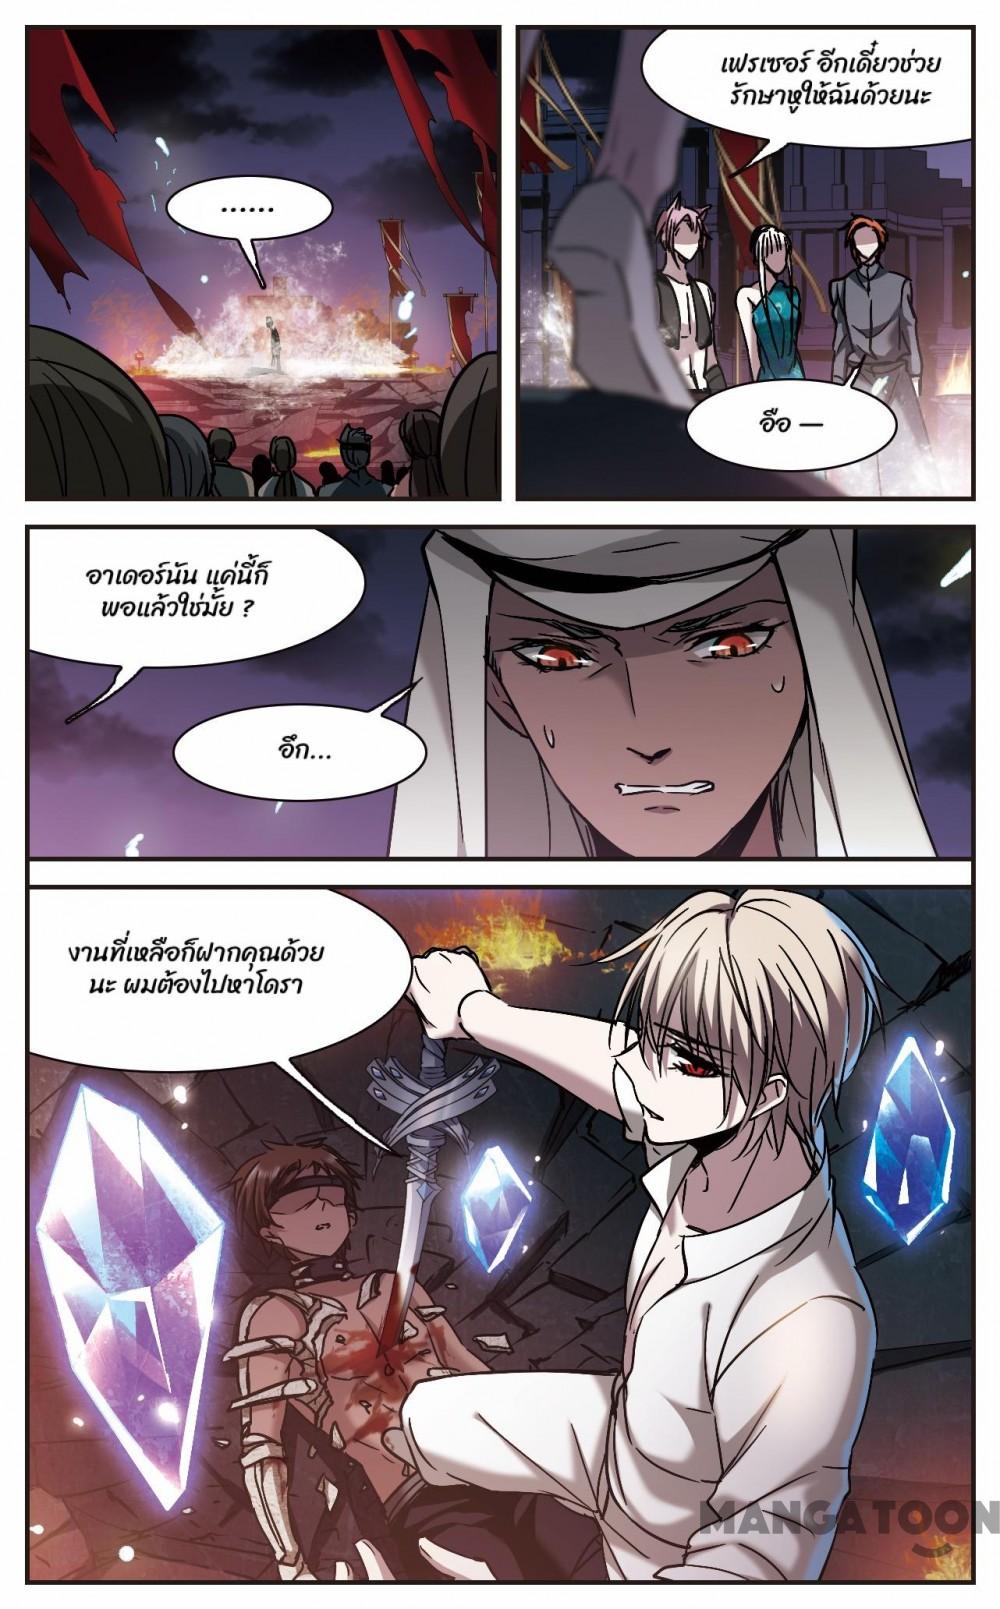 ......
เฟรเซอร์ อีกเดี๋ยวช่วย
รักษาหูให้ฉันด้วยนะ
อือ —
อาเดอร์นัน แค่นี้ก็
พอแล้วใช่มั้ย ?
อึก...
งานที่เหลือก็ฝากคุณด้วย
นะ ผมต้องไปหาโดรา
MANGATOON